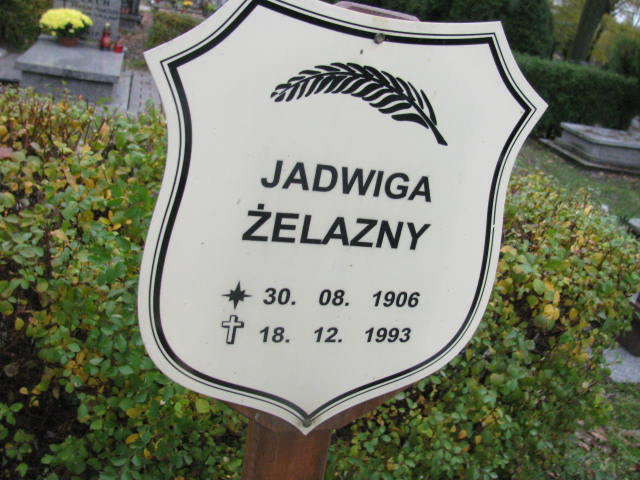 JADWIGA
ŻELAZNY
30. 08. 1906
18. 12. 1993